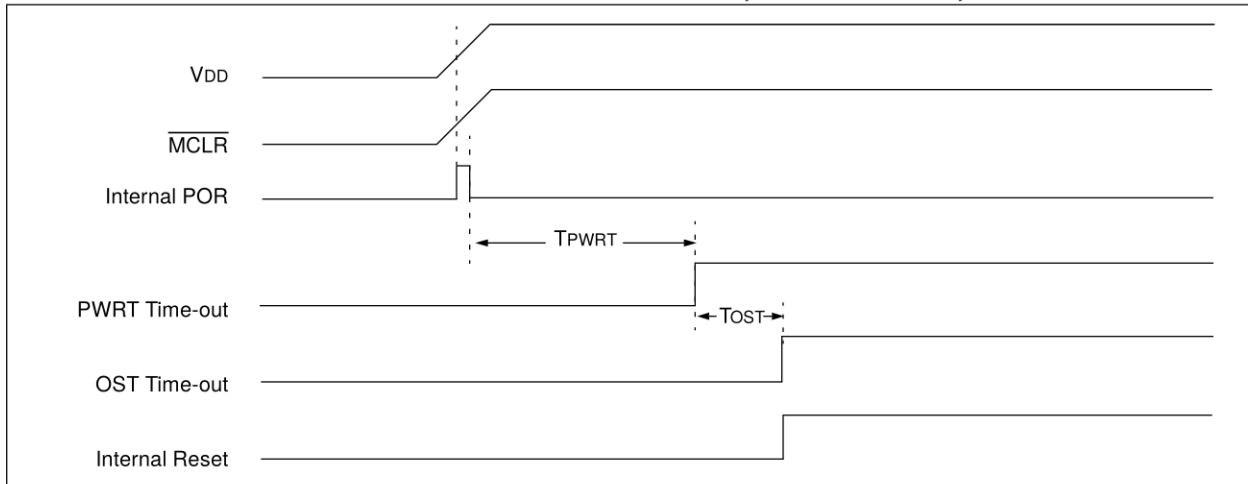 VDD
MCLR
Internal POR
TPWRT
PWRT Time-out
TOST
OST Time-out
Internal Reset